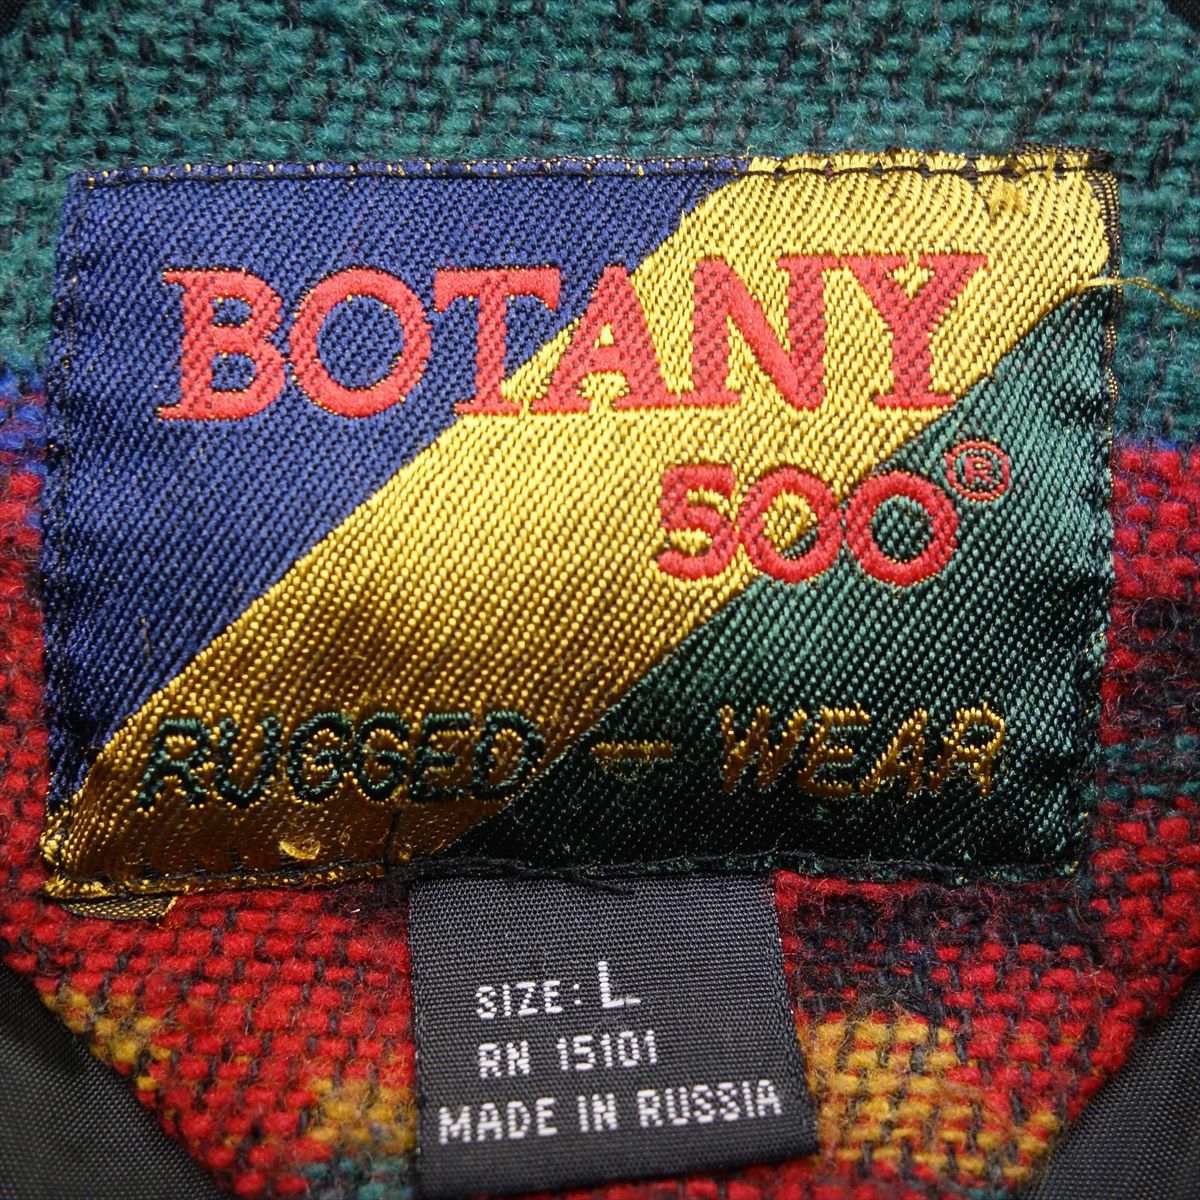 BOTANY
500®
RUGGED - WEAR
SIZE: L
RN 15101
MADE IN RUSSIA